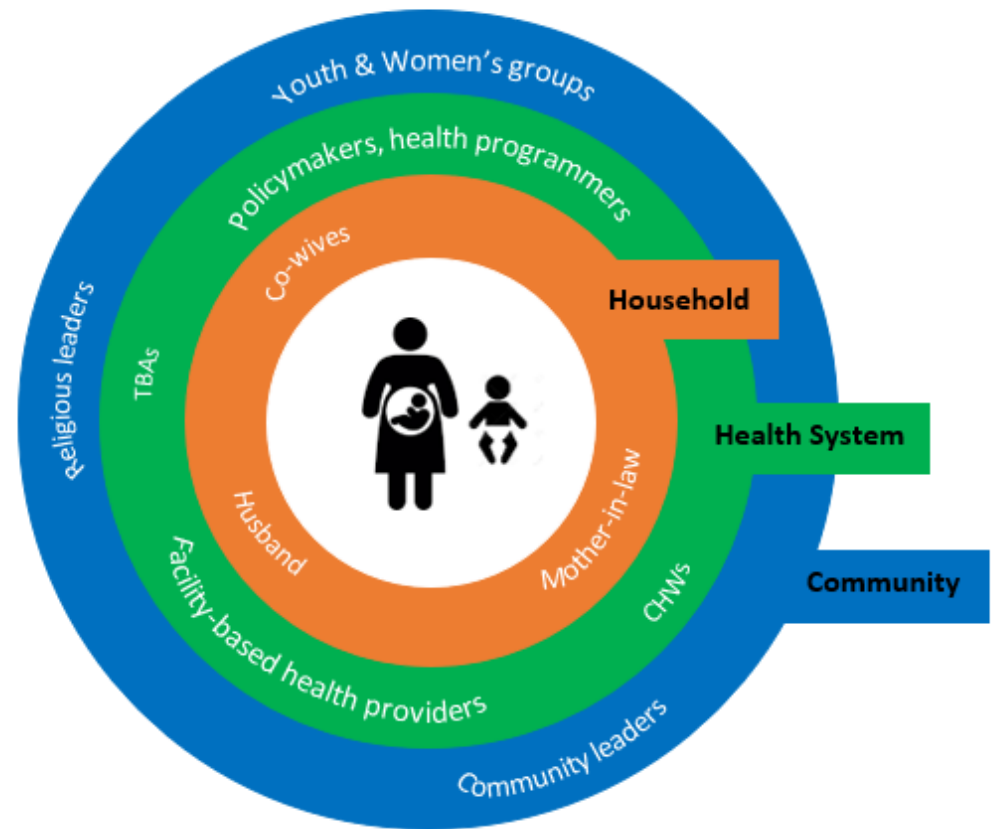 Youth & Women's groups
Policymakers, health programmers
Co-wives
Household
Religious leaders
TBAs
Health System
Husband
Mother-in-law
Facility-based health providers
CHWs
Community
Community leaders